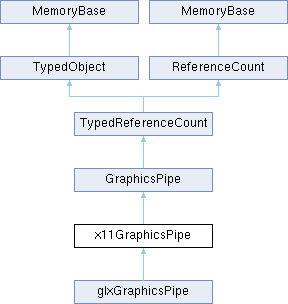 MemoryBase MemoryBase
TypedObject ReferenceCount
TypedReferenceCount
GraphicsPipe
x11GraphicsPipe
glxGraphicsPipe